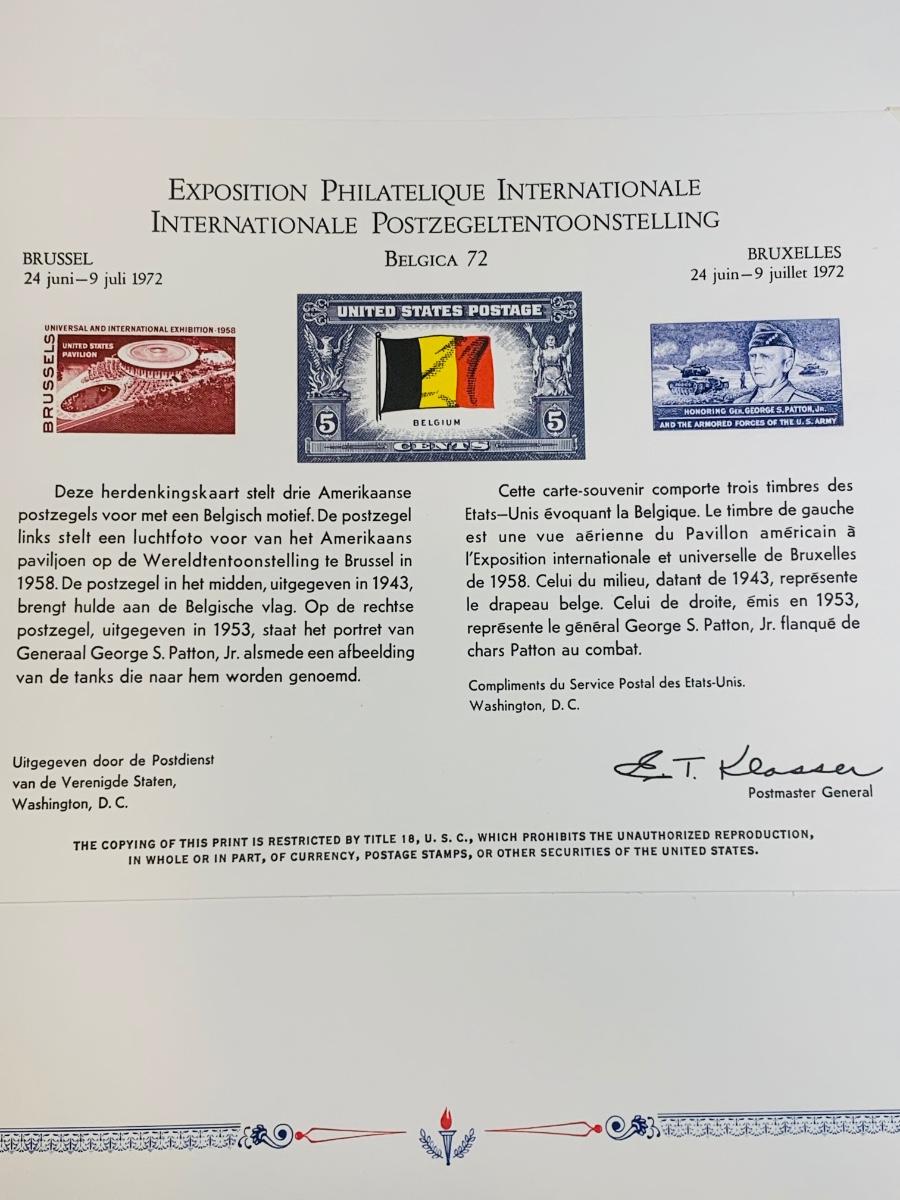 EXPOSITION PHILATELIQUE INTERNATIONALE
INTERNATIONALE POSTZEGELTENTOONSTELLING
BRUSSEL
24 juni—9 juli 1972
BELGICA 72
BRUXELLES
24 juin—9 juillet 1972
UNIVERSAL AND INTERNATIONAL EXHIBITION·1958
BRUSSELS
UNITED STATES
PAVILION
UNITED STATES POSTAGE
BELGIUM
5
5
CENTS
HONORING GEN. GEORGE S. PATTON, JR.
AND THE ARMORED FORCES OF THE U. S. ARMY
Deze herdenkingskaart stelt drie Amerikaanse
postzegels voor met een Belgisch motief. De postzegel
links stelt een luchtfoto voor van het Amerikaans
paviljoen op de Wereldtentoonstelling te Brussel in
1958. De postzegel in het midden, uitgegeven in 1943,
brengt hulde aan de Belgische vlag. Op de rechtse
postzegel, uitgegeven in 1953, staat het portret van
Generaal George S. Patton, Jr. alsmede een afbeelding
van de tanks die naar hem worden genoemd.
Cette carte-souvenir comporte trois timbres des
Etats—Unis évoquant la Belgique. Le timbre de gauche
est une vue aérienne du Pavillon américain à
l'Exposition internationale et universelle de Bruxelles
de 1958. Celui du milieu, datant de 1943, représente
le drapeau belge. Celui de droite, émis en 1953,
représente le général George S. Patton, Jr. flanqué de
chars Patton au combat.
Compliments du Service Postal des Etats-Unis.
Washington, D. C.
Uitgegeven door de Postdienst
van de Verenigde Staten,
Washington, D. C.
E. T. Klassen
Postmaster General
THE COPYING OF THIS PRINT IS RESTRICTED BY TITLE 18, U. S. C., WHICH PROHIBITS THE UNAUTHORIZED REPRODUCTION,
IN WHOLE OR IN PART, OF CURRENCY, POSTAGE STAMPS, OR OTHER SECURITIES OF THE UNITED STATES.